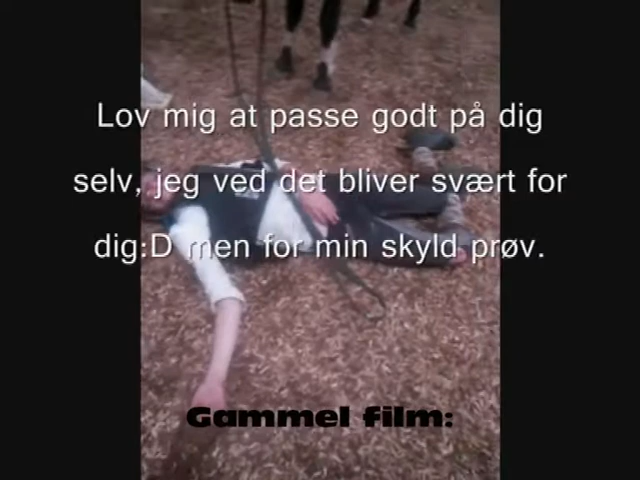 Lov mig at passe godt på dig
selv, jeg ved det bliver svært for
dig:D men for min skyld prøv.
Gammel film: